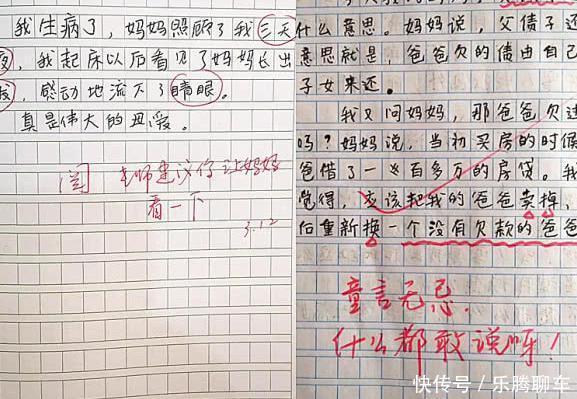 我生病了，妈妈照顾了我三天
夜，我起床以后看见了妈妈长出
发，感动地流下了睛眼。
真是伟大的丑爱。
阅 老师建议你让妈妈
看一下
3.12
什么意思。妈妈说，父债子还
意思就是，爸爸欠的债由自己
子女来还。
我又问妈妈，那爸爸欠过
吗？妈妈说，当初买房的时候
爸借了一百多万的房贷。我
觉得，应该把我的爸爸卖掉，
后重新换一个没有欠款的爸爸
童言无忌.
什么都敢说呀！
快传号／乐腾聊车